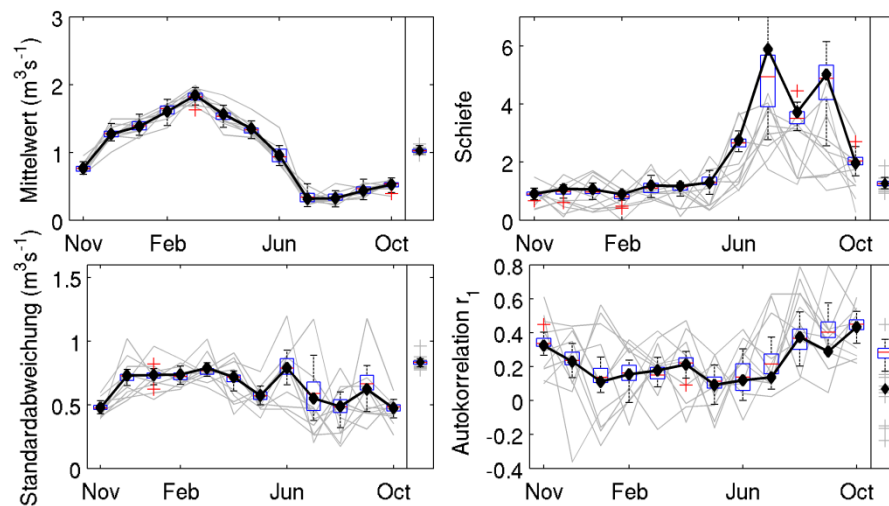 Mittelwert (m³s⁻¹)
3
2
1
0
Nov Feb Jun Oct
Schiefe
6
4
2
0
Nov Feb Jun Oct
Standardabweichung (m³s⁻¹)
1.5
1
0.5
0
Nov Feb Jun Oct
Autokorrelation r₁
0.8
0.6
0.4
0.2
0
-0.2
-0.4
Nov Feb Jun Oct